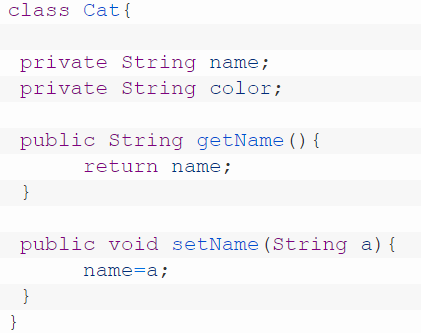 class Cat{
private String name;
private String color;
public String getName(){
return name;
}
public void setName(String a){
name=a;
}
}